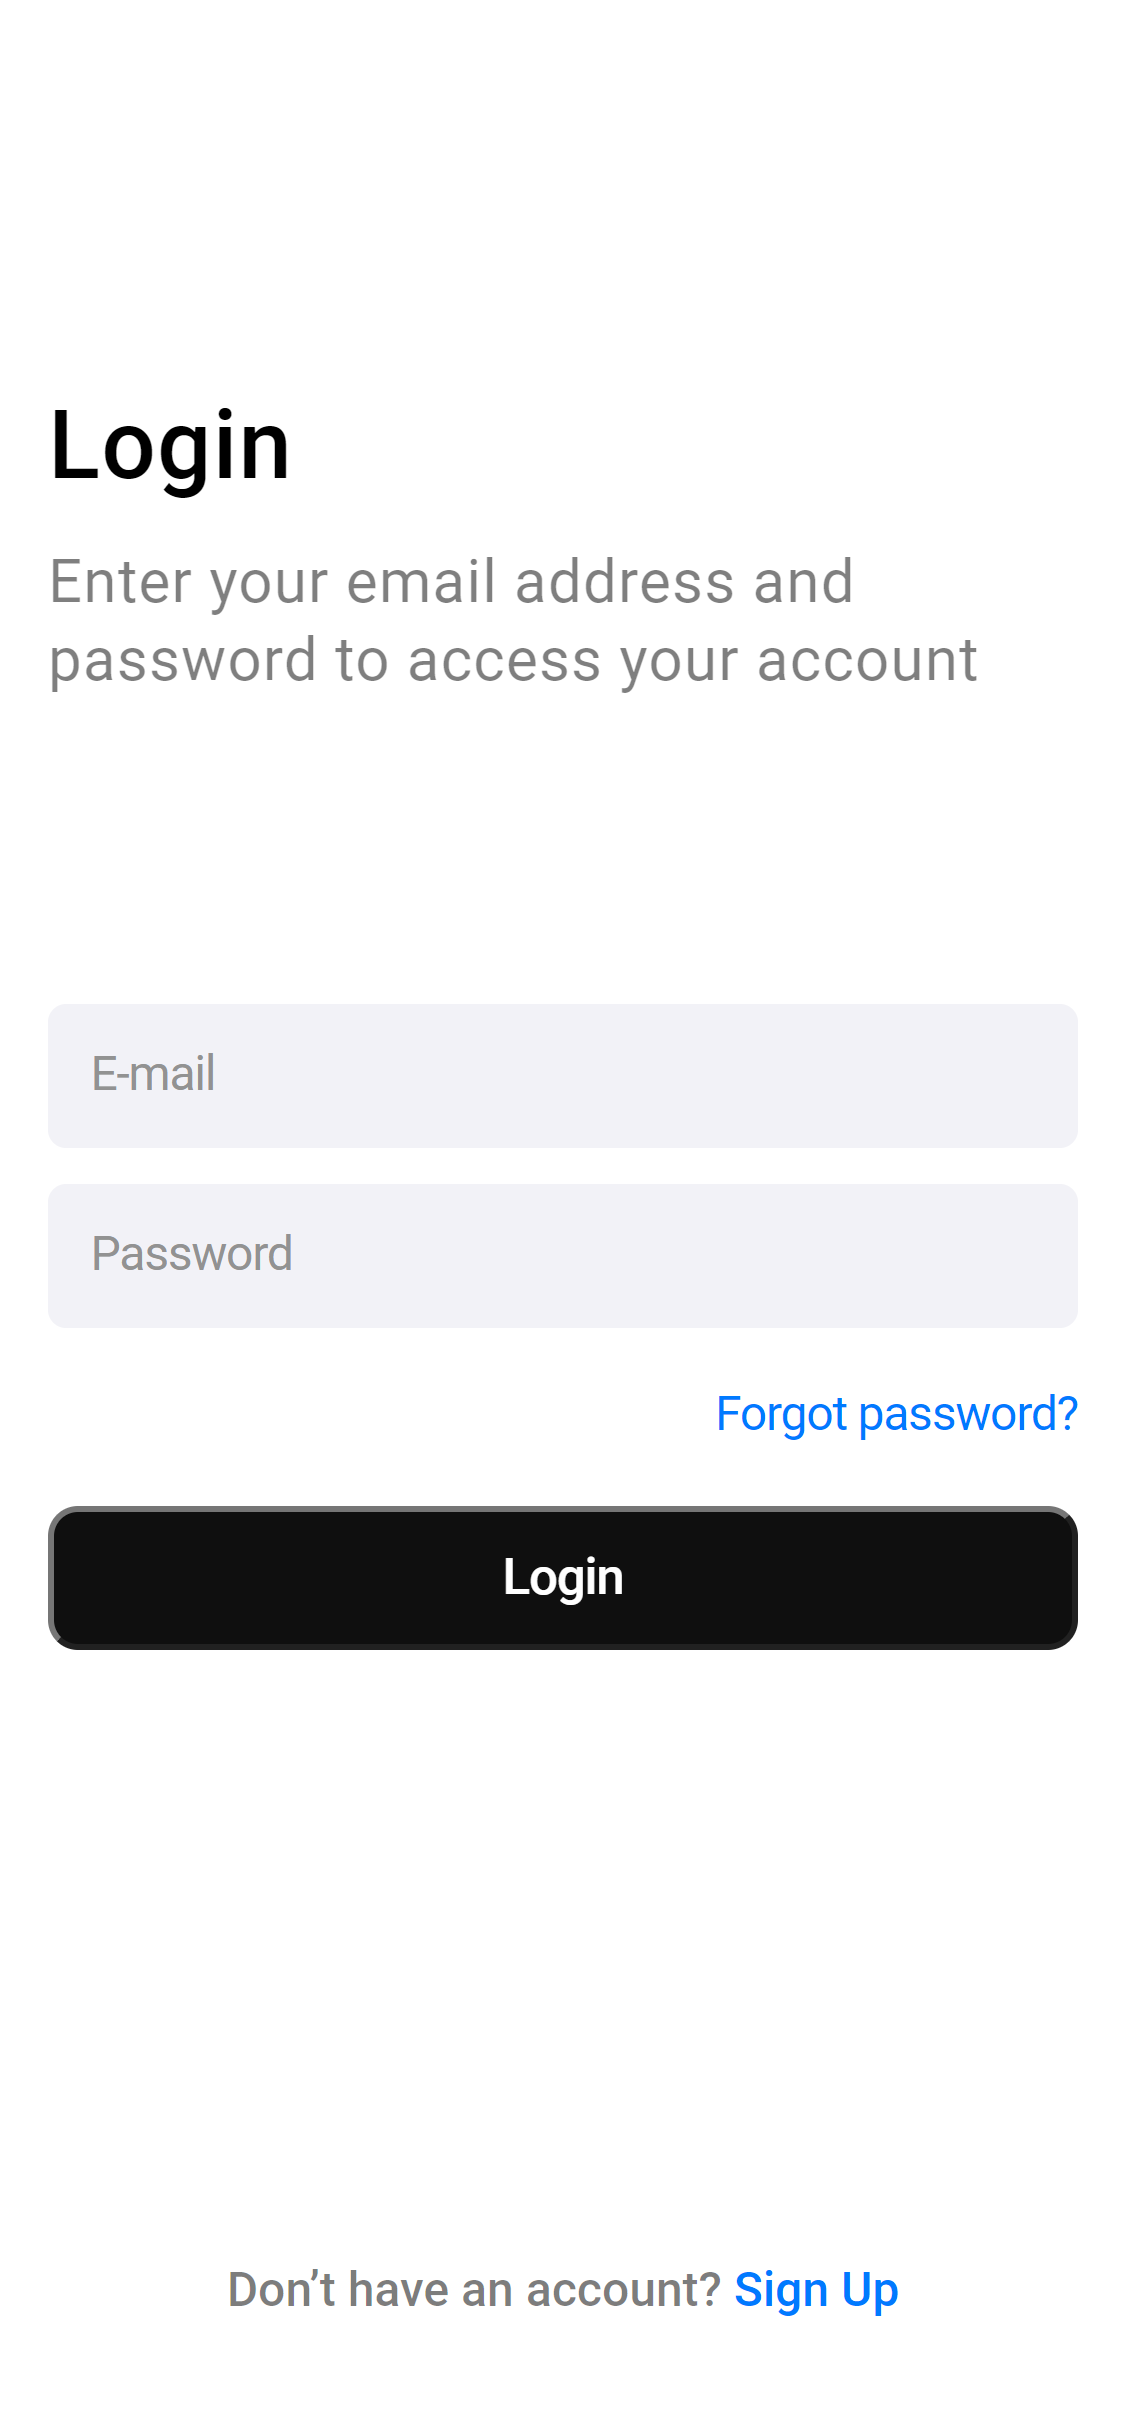 Login
Enter your email address and
password to access your account
E-mail
Password
Forgot password?
Login
Don’t have an account? Sign Up